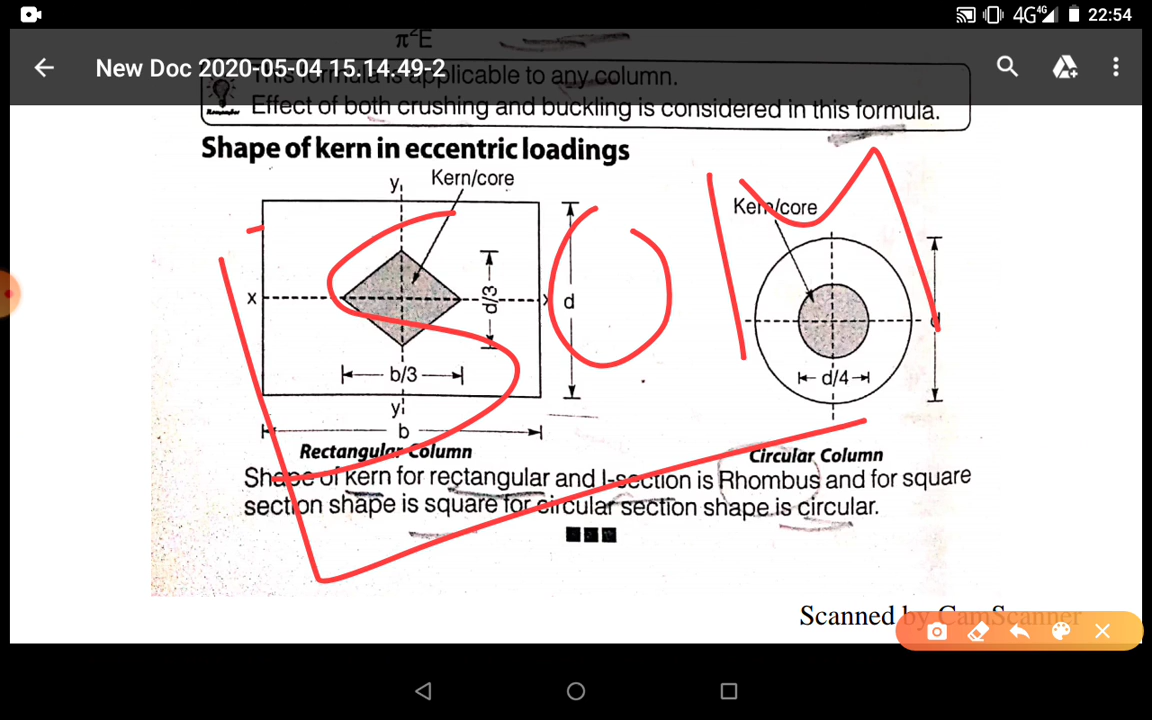 4G 4G 22:54
π²E
New Doc 2020-05-04 15.14.49-2
This formula is applicable to any column.
Effect of both crushing and buckling is considered in this formula.
Remember
Shape of kern in eccentric loadings
y
Kern/core
Kern/core
x
d/3
x
d
d
b/3
d/4
y
b
Rectangular Column
Circular Column
Shape of kern for rectangular and I-section is Rhombus and for square
section shape is square for circular section shape is circular.
Scanned by CamScanner